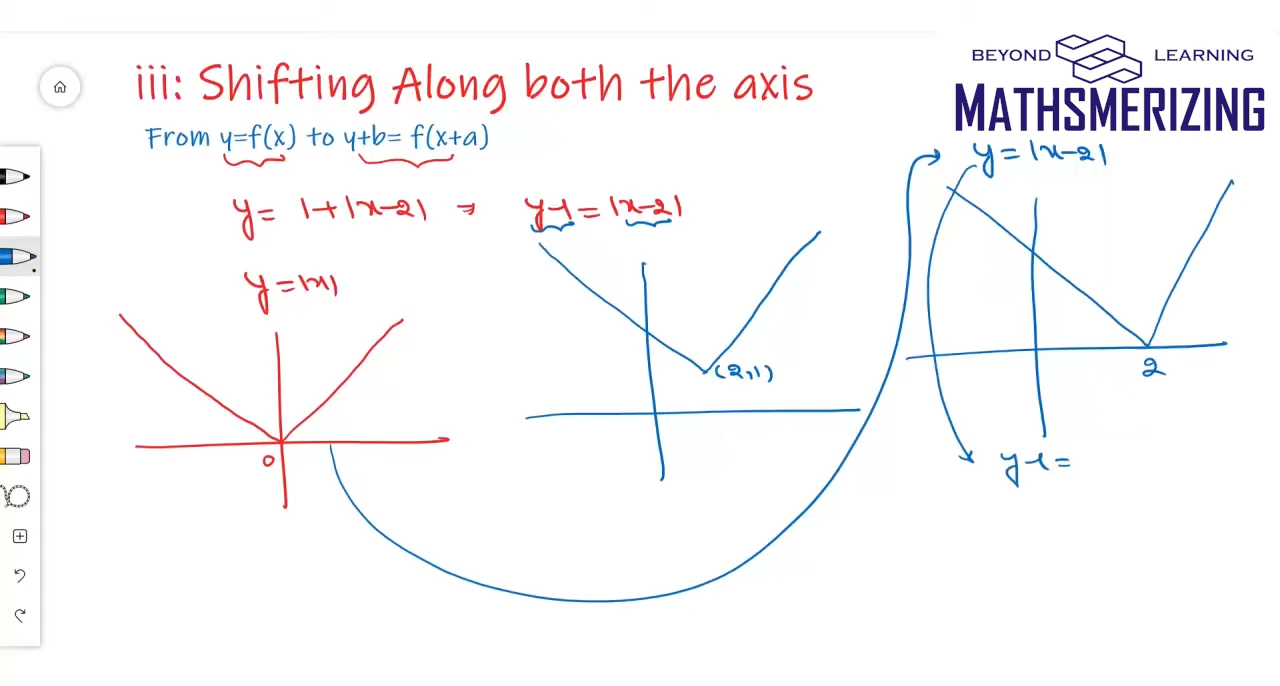 BEYOND LEARNING
MATHSMERIZING
iii: Shifting Along both the axis
From y=f(x) to y+b= f(x+a)
y = 1+|x-2| ⇒ y-1 = |x-2|
y = |x|
0
(2,1)
y = |x-2|
2
y-1 =